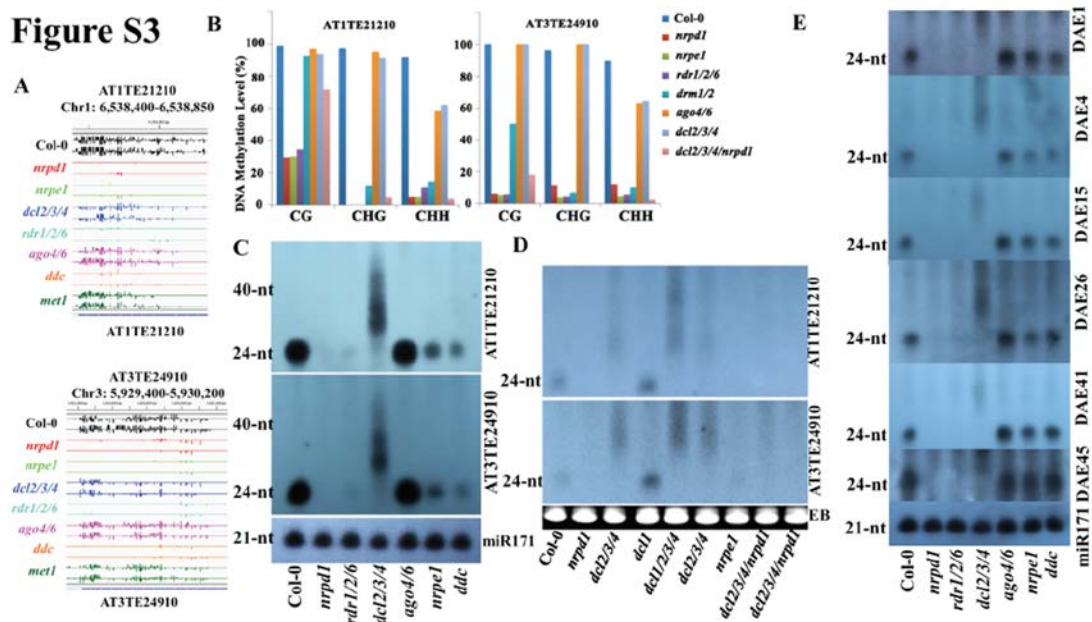 Figure S3
A
AT1TE21210
Chr1: 6,538,400-6,538,850
Col-0
nrpd1
nrpe1
dcl2/3/4
rdr1/2/6
ago4/6
ddc
met1
AT1TE21210
AT3TE24910
Chr3: 5,929,400-5,930,200
Col-0
nrpd1
nrpe1
dcl2/3/4
rdr1/2/6
ago4/6
ddc
met1
AT3TE24910
B
AT1TE21210
DNA Methylation Level (%)
100
80
60
40
20
0
CG CHG CHH
AT3TE24910
100
80
60
40
20
0
CG CHG CHH
Col-0
nrpd1
nrpe1
rdr1/2/6
drm1/2
ago4/6
dcl2/3/4
dcl2/3/4/nrpd1
C
40-nt
24-nt
AT1TE21210
40-nt
24-nt
AT3TE24910
21-nt
miR171
Col-0
nrpd1
rdr1/2/6
dcl2/3/4
ago4/6
nrpe1
ddc
D
24-nt
AT1TE21210
24-nt
AT3TE24910
EB
Col-0
nrpd1
dcl2/3/4
dcl1
dcl1/2/3/4
dcl2/3/4
nrpe1
dcl2/3/4/nrpd1
dcl2/3/4/nrpd1
E
24-nt
DAE1
24-nt
DAE4
24-nt
DAE15
24-nt
DAE26
24-nt
DAE41
24-nt
DAE45
21-nt
miR171
Col-0
nrpd1
rdr1/2/6
dcl2/3/4
ago4/6
nrpe1
ddc